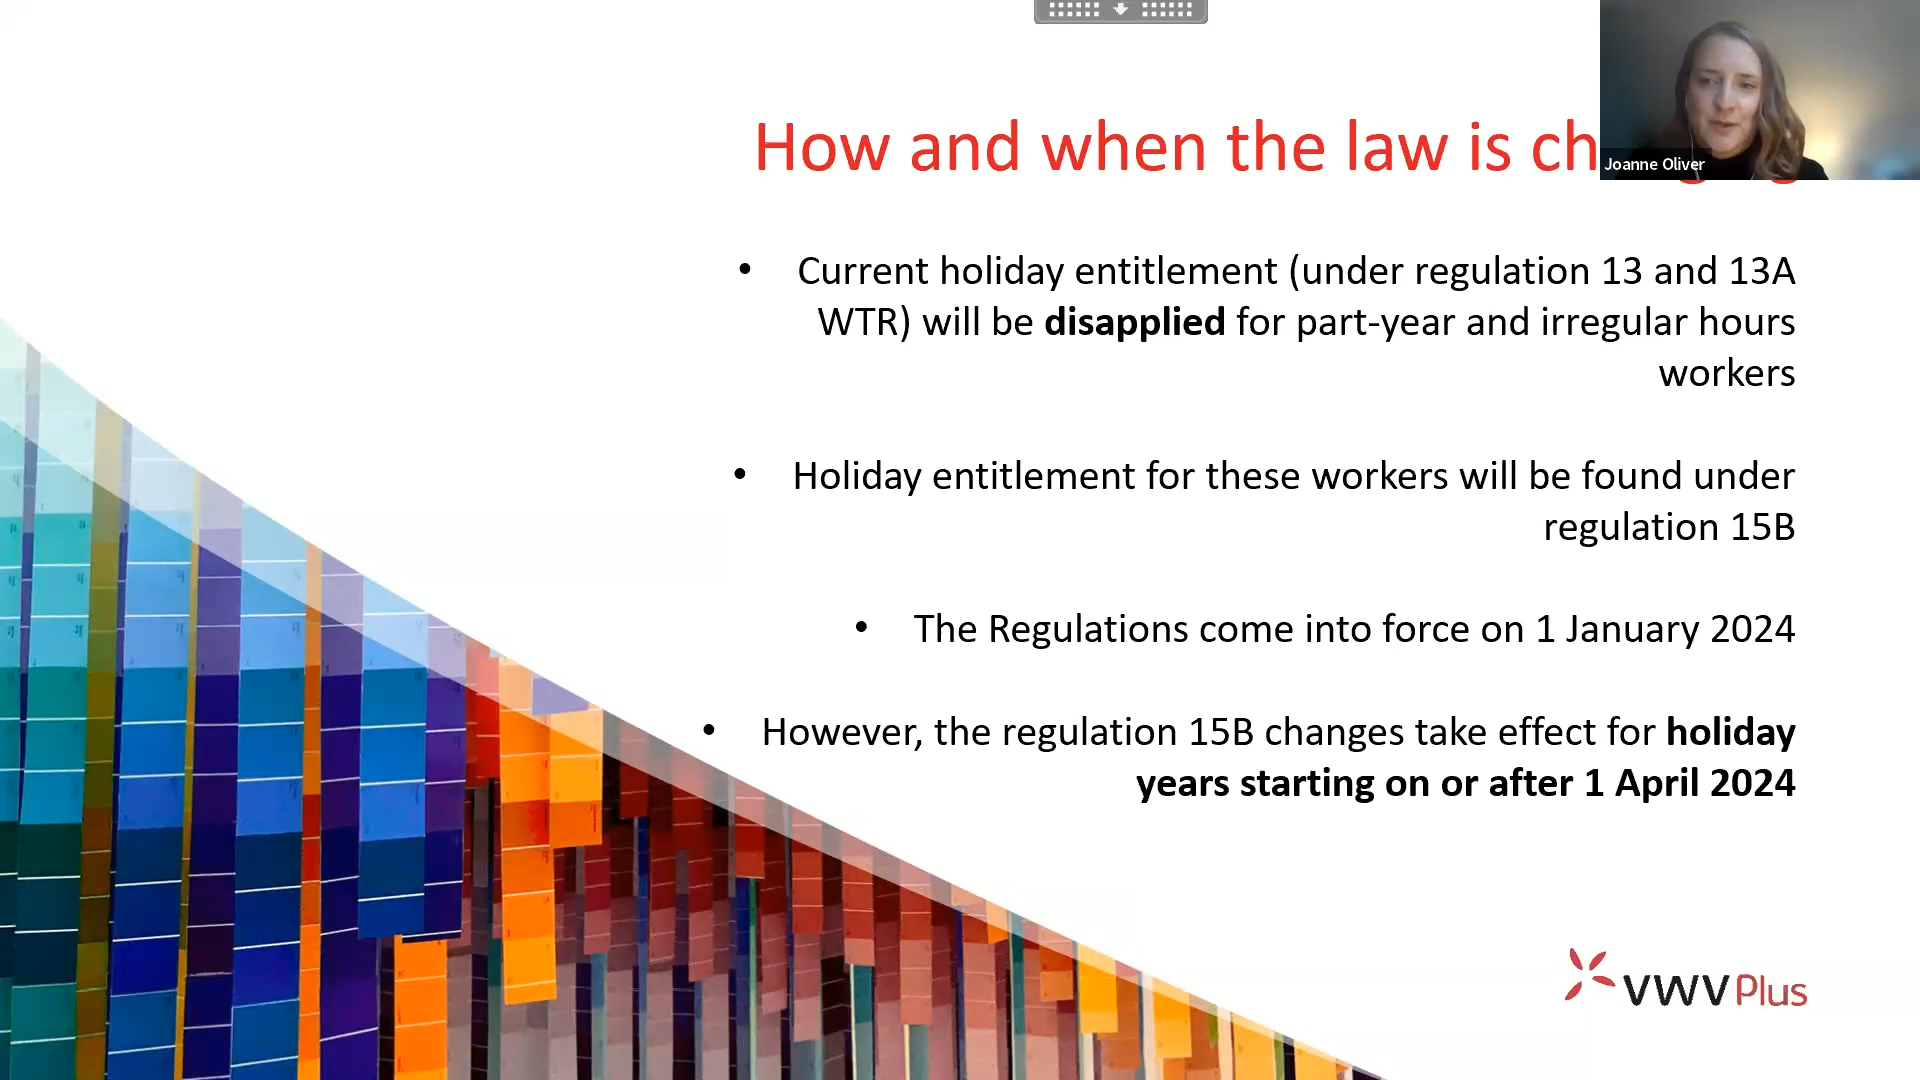 How and when the law is ch
Joanne Oliver
• Current holiday entitlement (under regulation 13 and 13A
WTR) will be disapplied for part-year and irregular hours
workers
• Holiday entitlement for these workers will be found under
regulation 15B
• The Regulations come into force on 1 January 2024
• However, the regulation 15B changes take effect for holiday
years starting on or after 1 April 2024
VWV Plus